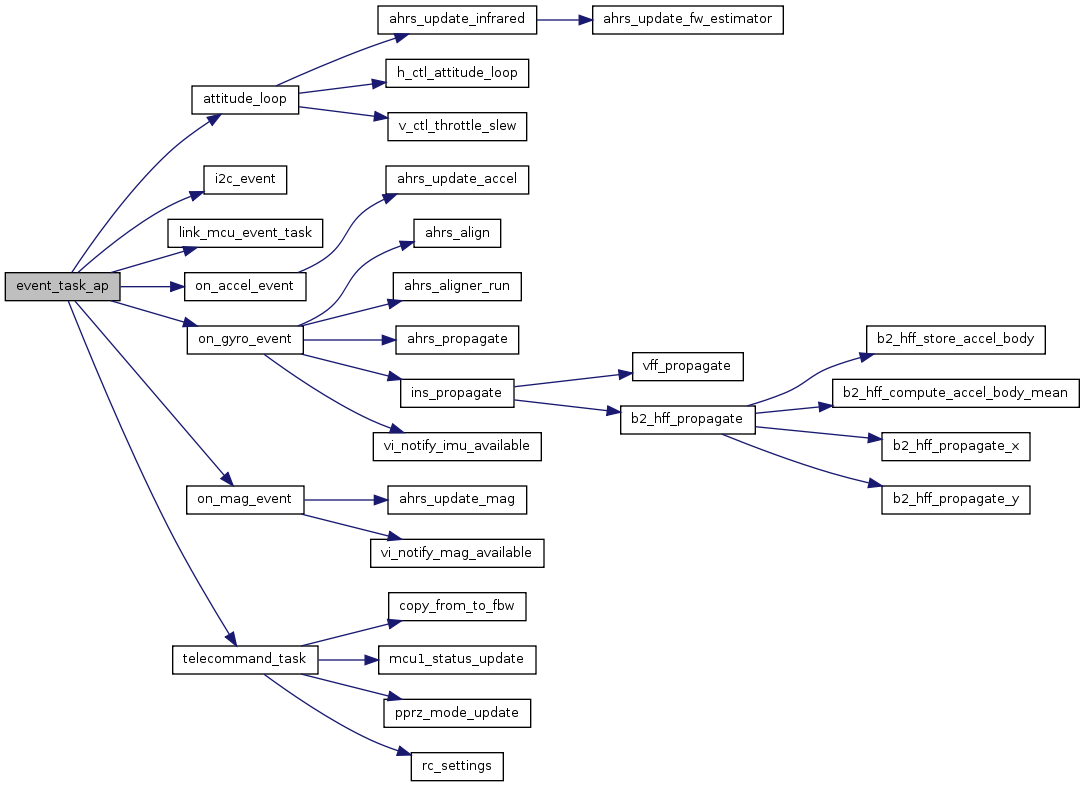 ahrs_update_infrared
ahrs_update_fw_estimator
h_ctl_attitude_loop
attitude_loop
v_ctl_throttle_slew
i2c_event
ahrs_update_accel
link_mcu_event_task
ahrs_align
event_task_ap
on_accel_event
ahrs_aligner_run
on_gyro_event
ahrs_propagate
b2_hff_store_accel_body
vff_propagate
ins_propagate
b2_hff_compute_accel_body_mean
b2_hff_propagate
vi_notify_imu_available
b2_hff_propagate_x
on_mag_event
ahrs_update_mag
b2_hff_propagate_y
vi_notify_mag_available
copy_from_to_fbw
telecommand_task
mcu1_status_update
pprz_mode_update
rc_settings